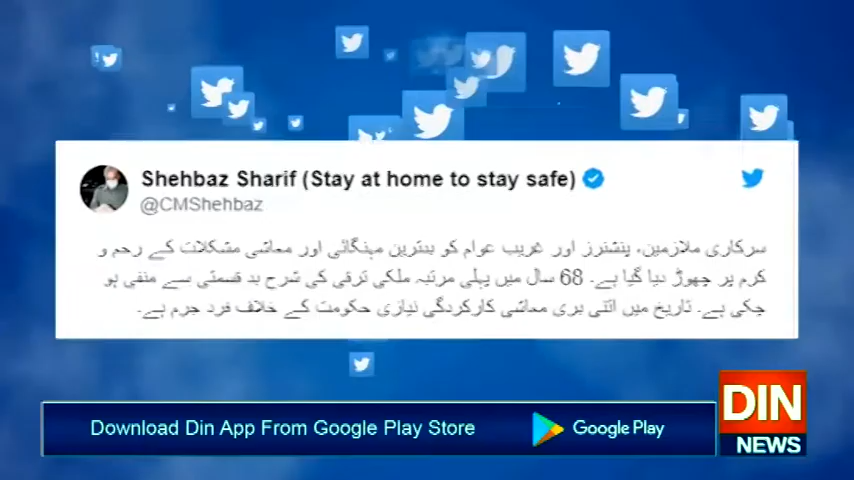 Shehbaz Sharif (Stay at home to stay safe)
@CMShehbaz
سرکاری ملازمین، پنشنرز اور غریب عوام کو بدترین مہنگائی اور معاشی مشکلات کے رحم و
کرم پر چھوڑ دیا گیا ہے۔ 68 سال میں پہلی مرتبہ ملکی ترقی کی شرح بد قسمتی سے منفی ہو
چکی ہے۔ تاریخ میں اتنی بری معاشی کارکردگی نیازی حکومت کے خلاف فرد جرم ہے۔
Download Din App From Google Play Store
Google Play
DIN
NEWS